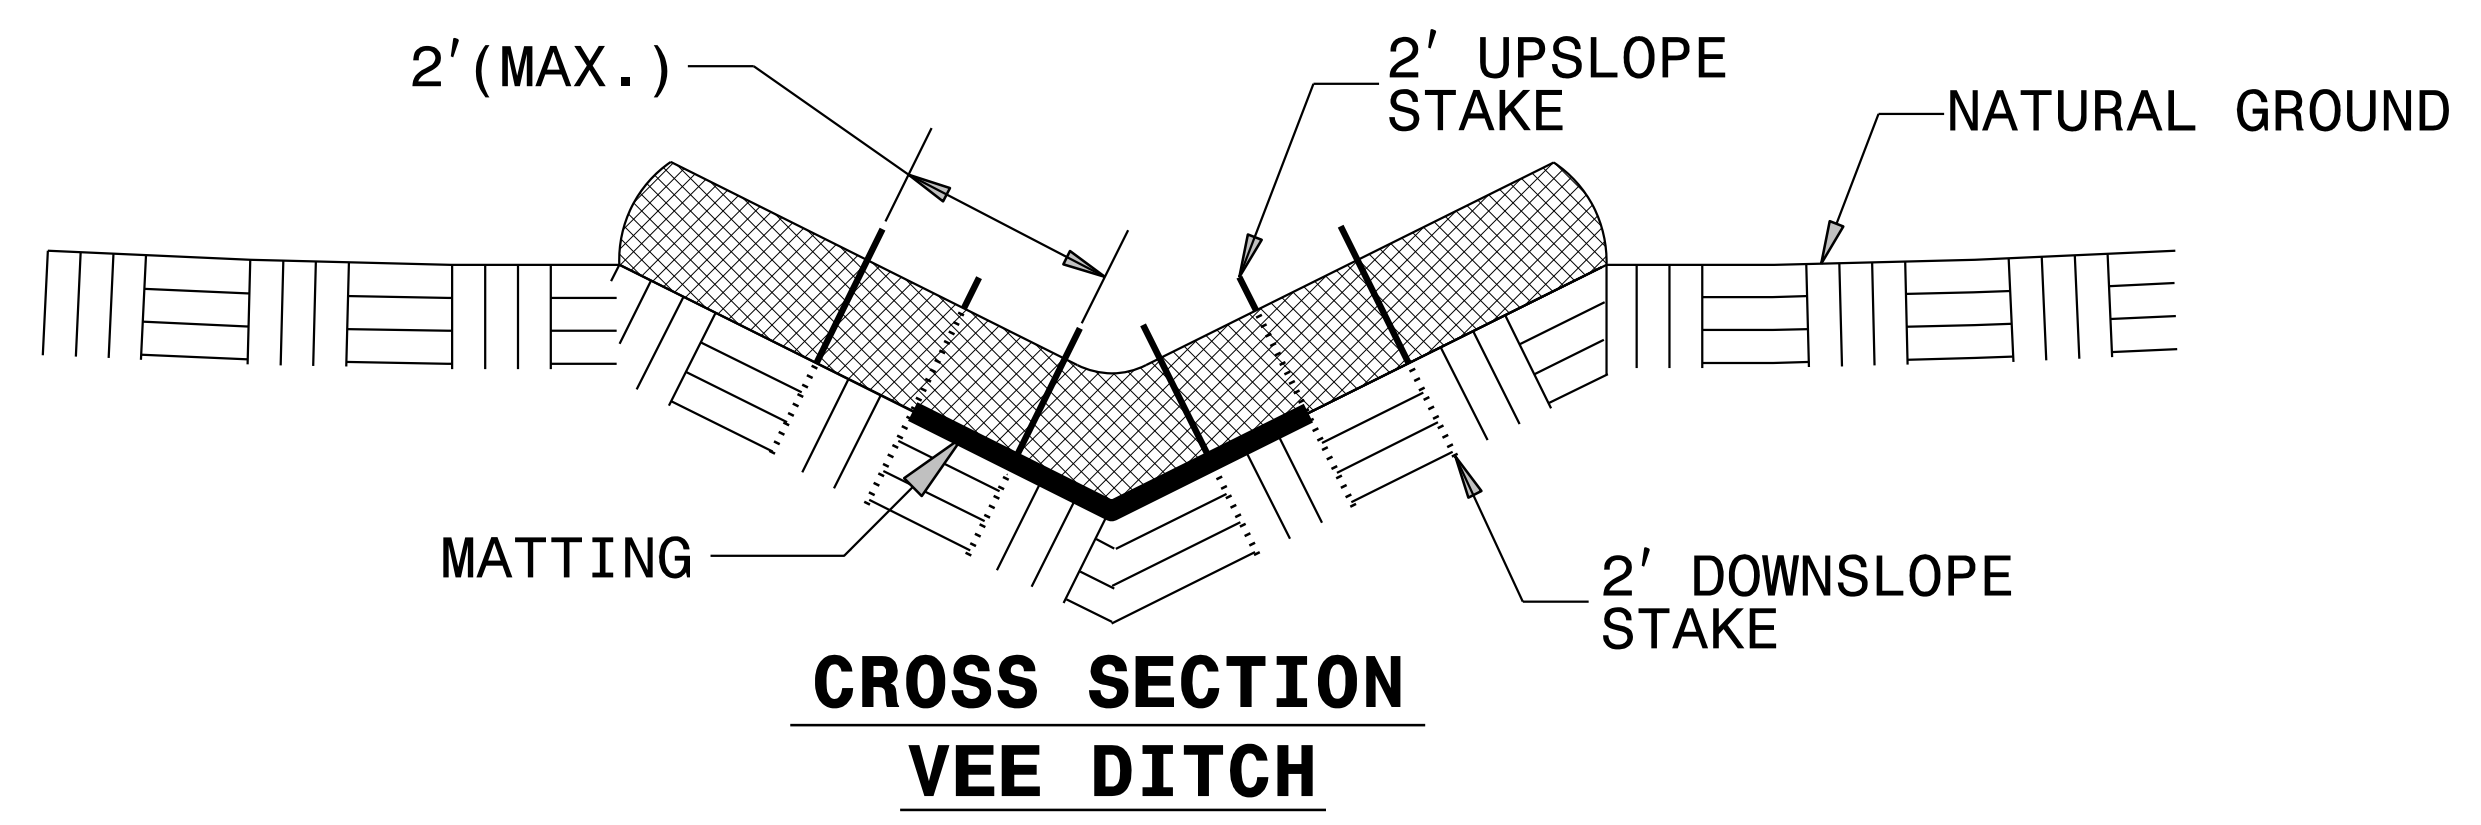 2'(MAX.)
2' UPSLOPE
STAKE
NATURAL GROUND
MATTING
2' DOWNSLOPE
STAKE
CROSS SECTION
VEE DITCH